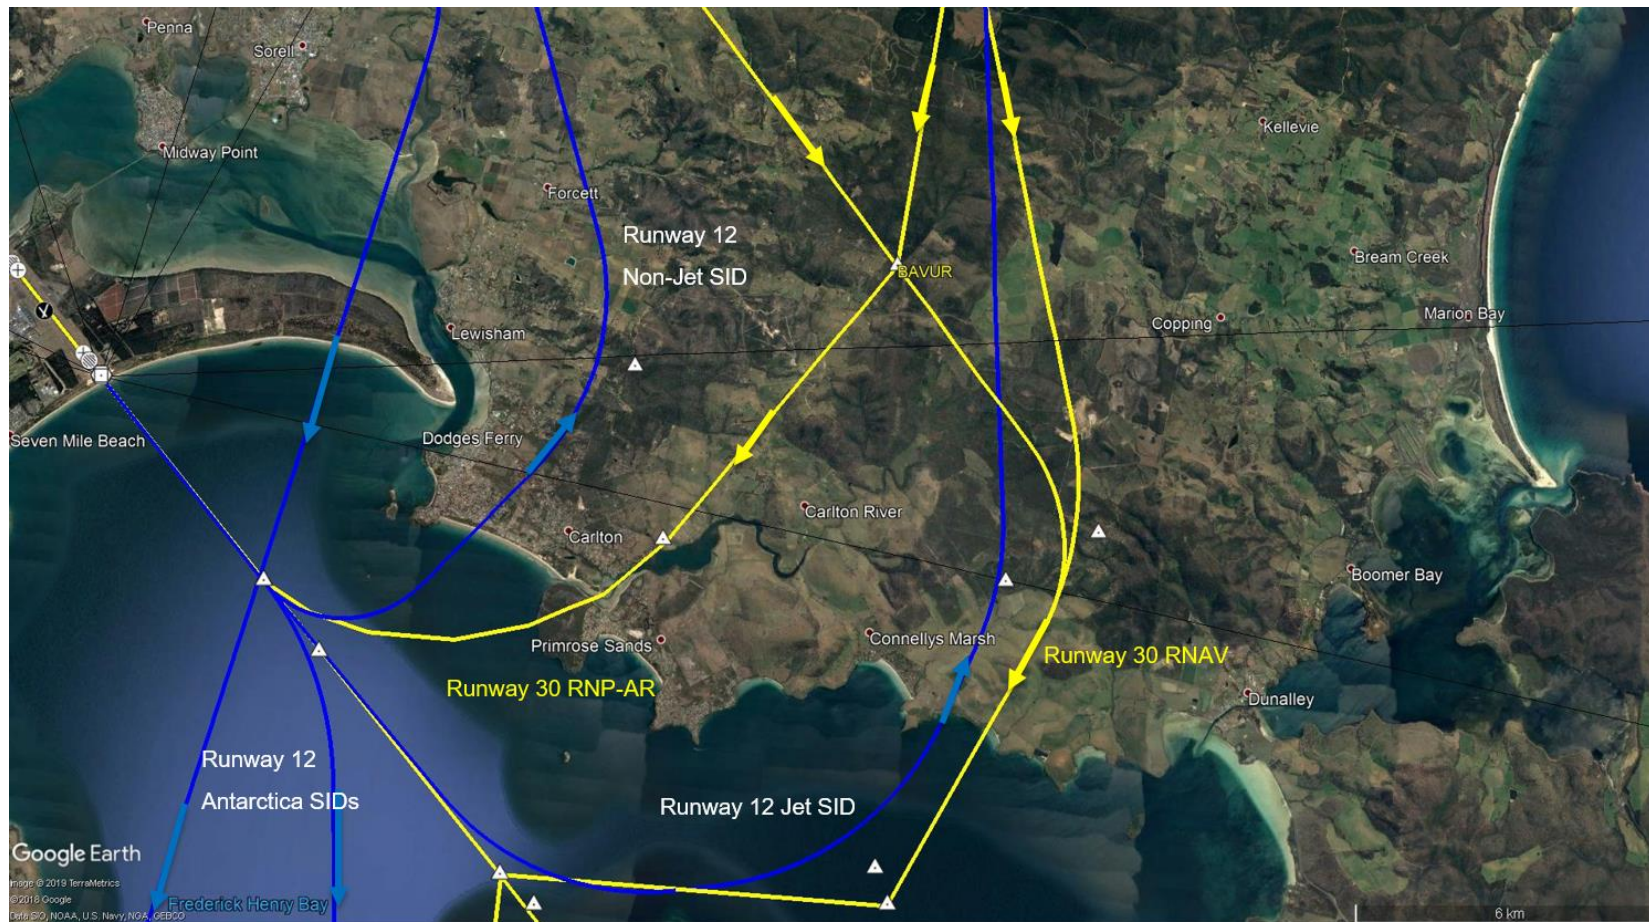 Penna
Sorell
Midway Point
Kellevie
Forcett
Runway 12
Non-Jet SID
BAVUR
Bream Creek
Marion Bay
Copping
Lewisham
Seven Mile Beach
Dodges Ferry
Carlton River
Carlton
Boomer Bay
Connellys Marsh
Primrose Sands
Runway 30 RNAV
Runway 30 RNP-AR
Dunalley
Runway 12
Antarctica SIDs
Runway 12 Jet SID
Google Earth
Image © 2019 TerraMetrics
© 2018 Google
Data SIO, NOAA, U.S. Navy, NGA, GEBCO
Frederick Henry Bay
6 km